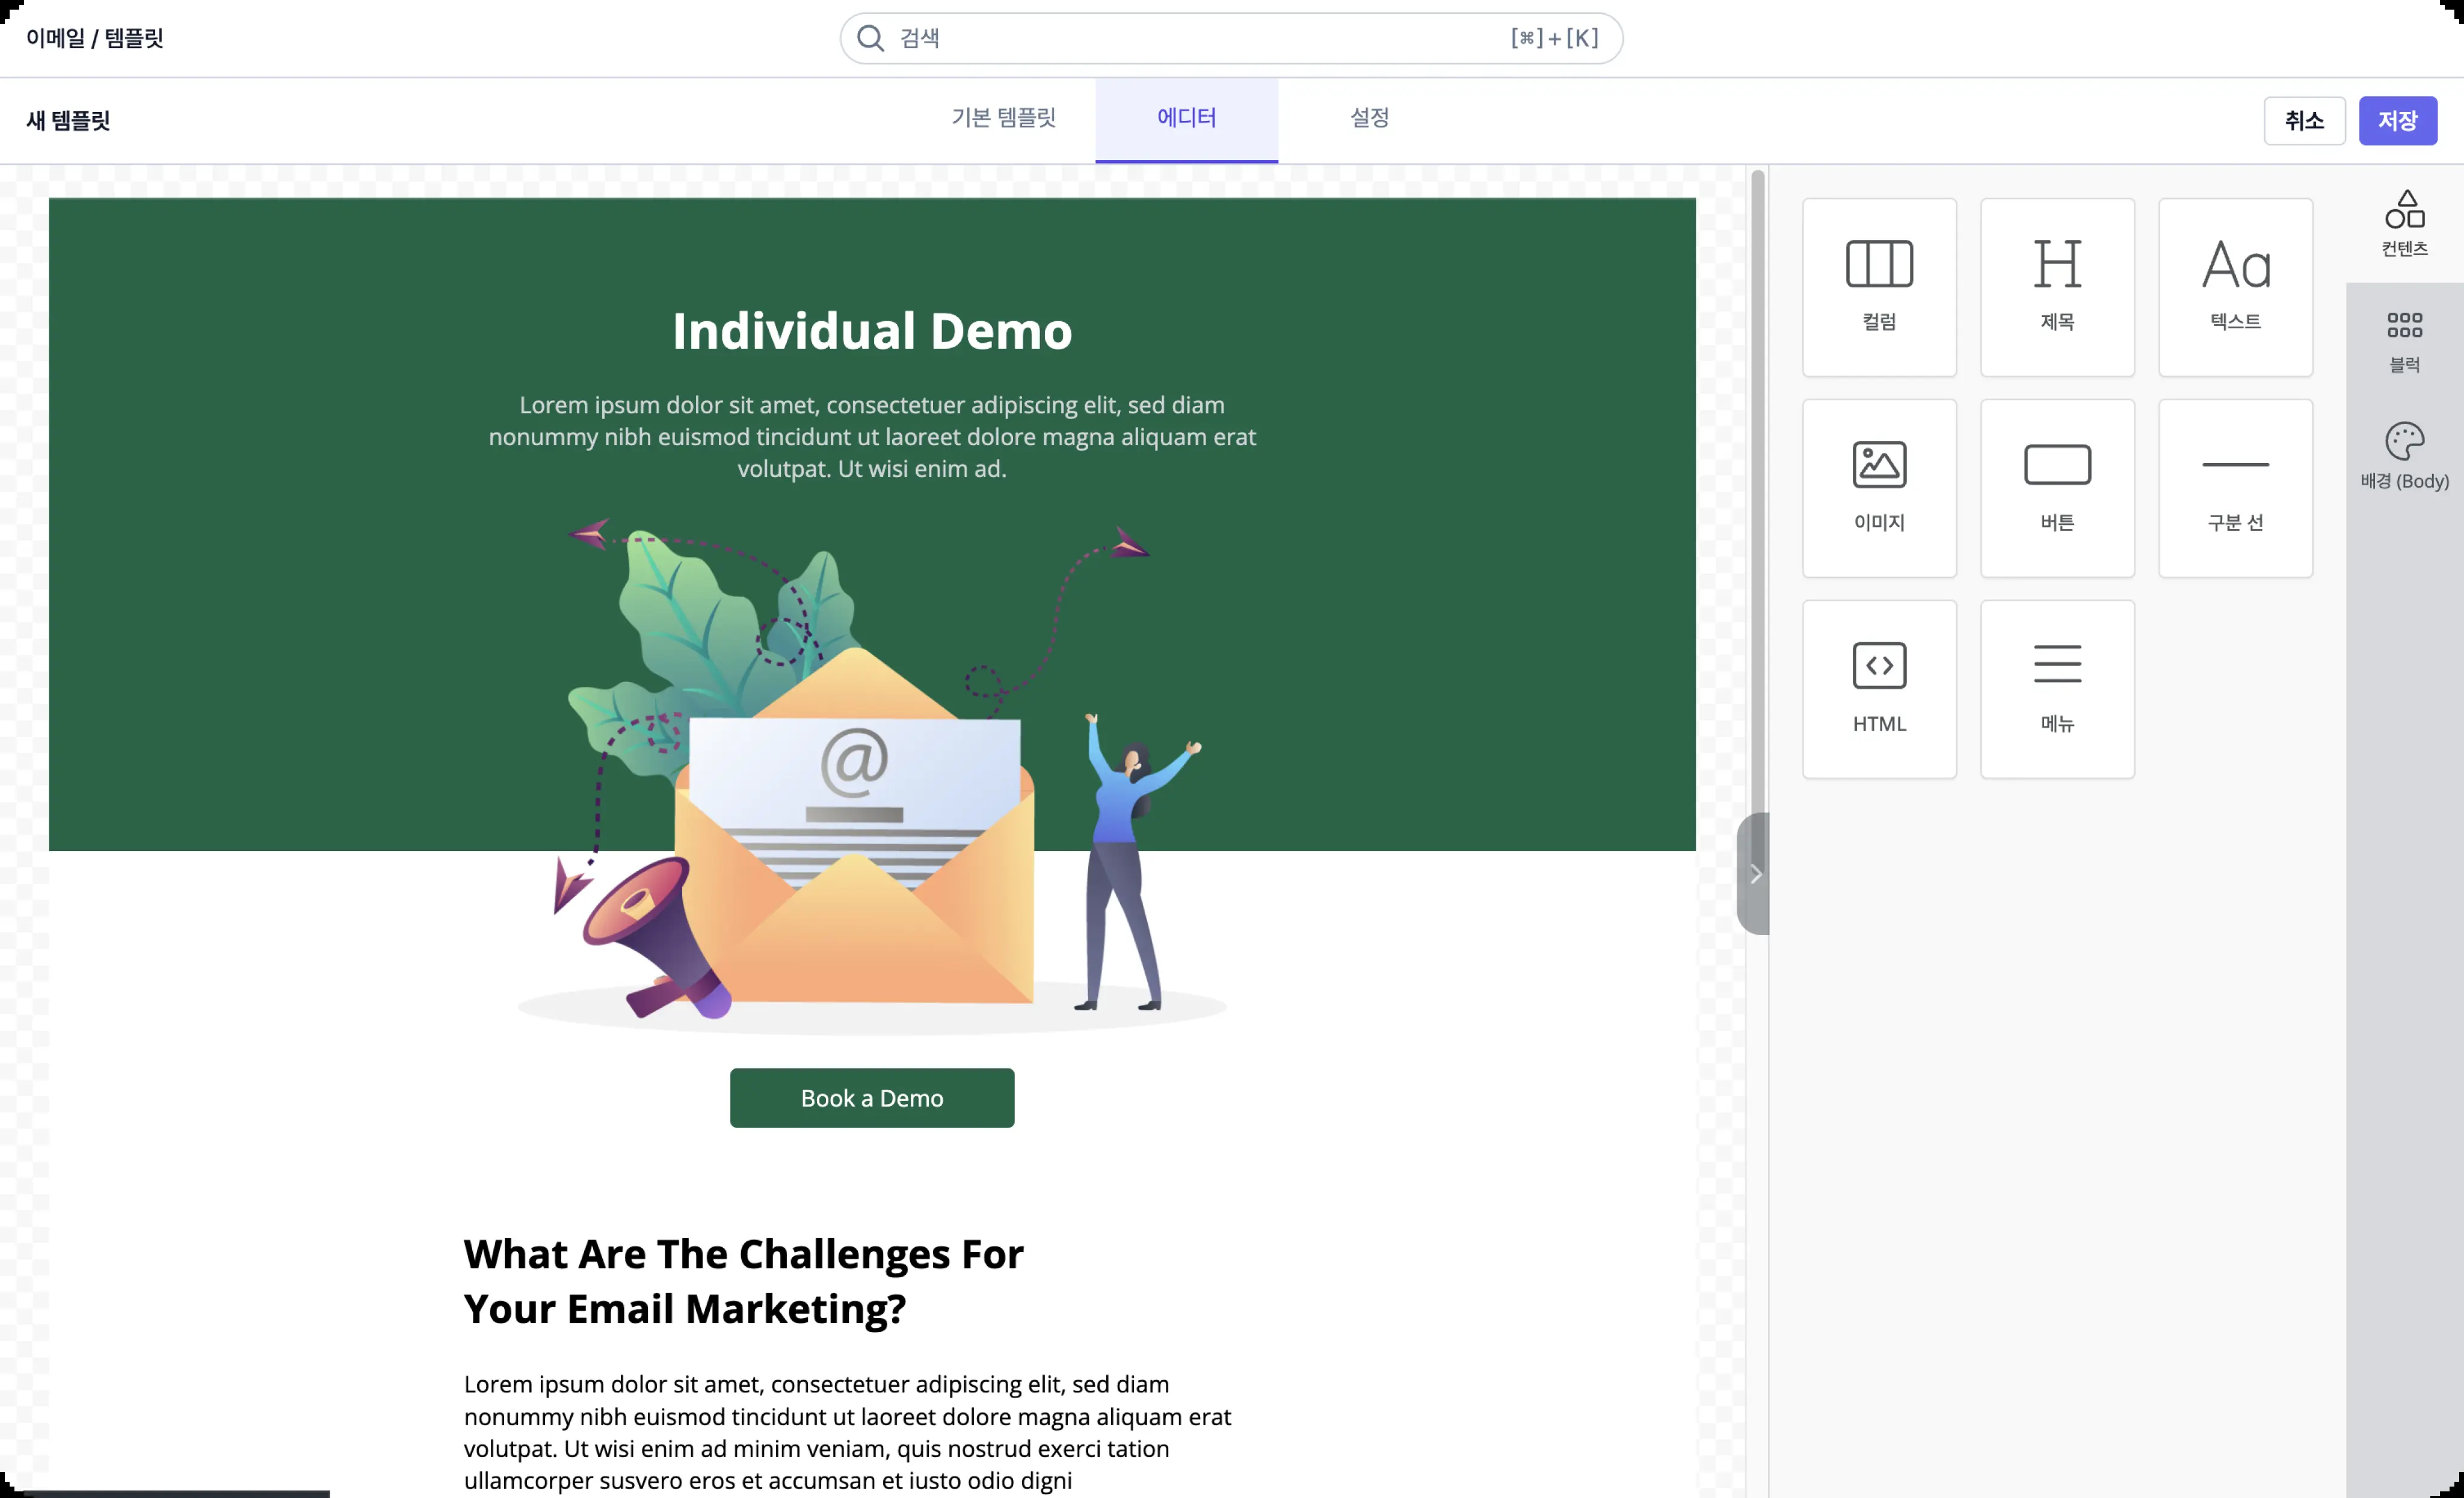 이메일 / 템플릿
검색
[⌘]+[K]
새 템플릿
기본 템플릿
에디터
설정
취소
저장
Individual Demo
Lorem ipsum dolor sit amet, consectetuer adipiscing elit, sed diam
nonummy nibh euismod tincidunt ut laoreet dolore magna aliquam erat
volutpat. Ut wisi enim ad.
@
Book a Demo
What Are The Challenges For
Your Email Marketing?
Lorem ipsum dolor sit amet, consectetuer adipiscing elit, sed diam
nonummy nibh euismod tincidunt ut laoreet dolore magna aliquam erat
volutpat. Ut wisi enim ad minim veniam, quis nostrud exerci tation
ullamcorper susvero eros et accumsan et iusto odio digni
컬럼
제목
텍스트
이미지
버튼
구분 선
HTML
메뉴
컨텐츠
블럭
배경 (Body)